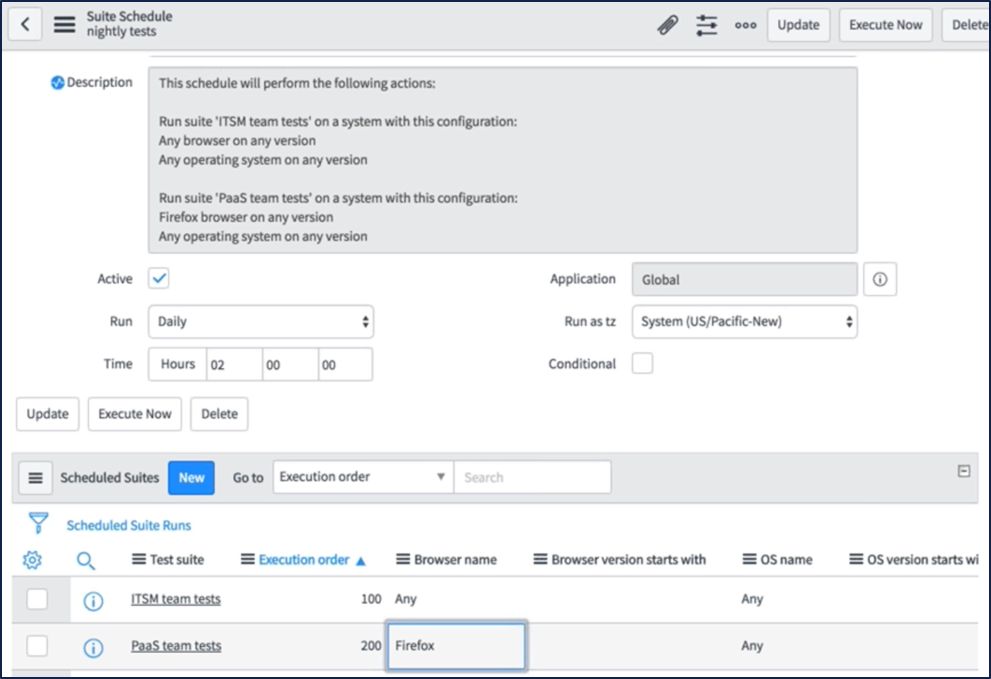 Suite Schedule
nightly tests
Update
Execute Now
Delete
Description
This schedule will perform the following actions:
Run suite 'ITSM team tests' on a system with this configuration:
Any browser on any version
Any operating system on any version
Run suite 'PaaS team tests' on a system with this configuration:
Firefox browser on any version
Any operating system on any version
Active
Application Global
Run Daily
Run as tz System (US/Pacific-New)
Time Hours 02 00 00
Conditional
Update Execute Now Delete
Scheduled Suites New Go to Execution order Search
Scheduled Suite Runs
Test suite Execution order Browser name Browser version starts with OS name OS version starts wi
ITSM team tests 100 Any Any
PaaS team tests 200 Firefox Any